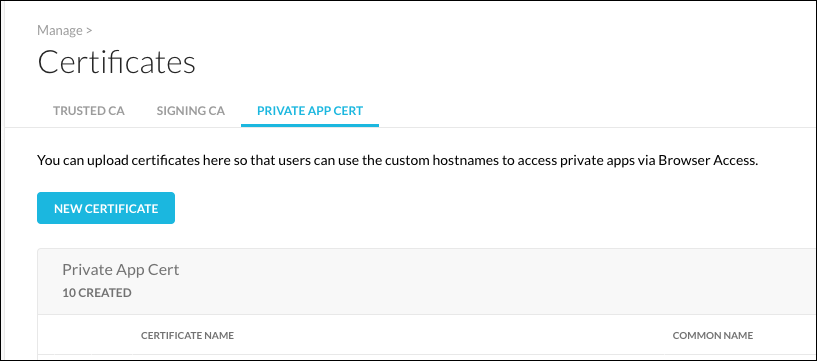 Manage >
Certificates
TRUSTED CA SIGNING CA PRIVATE APP CERT
You can upload certificates here so that users can use the custom hostnames to access private apps via Browser Access.
NEW CERTIFICATE
Private App Cert
10 CREATED
CERTIFICATE NAME COMMON NAME